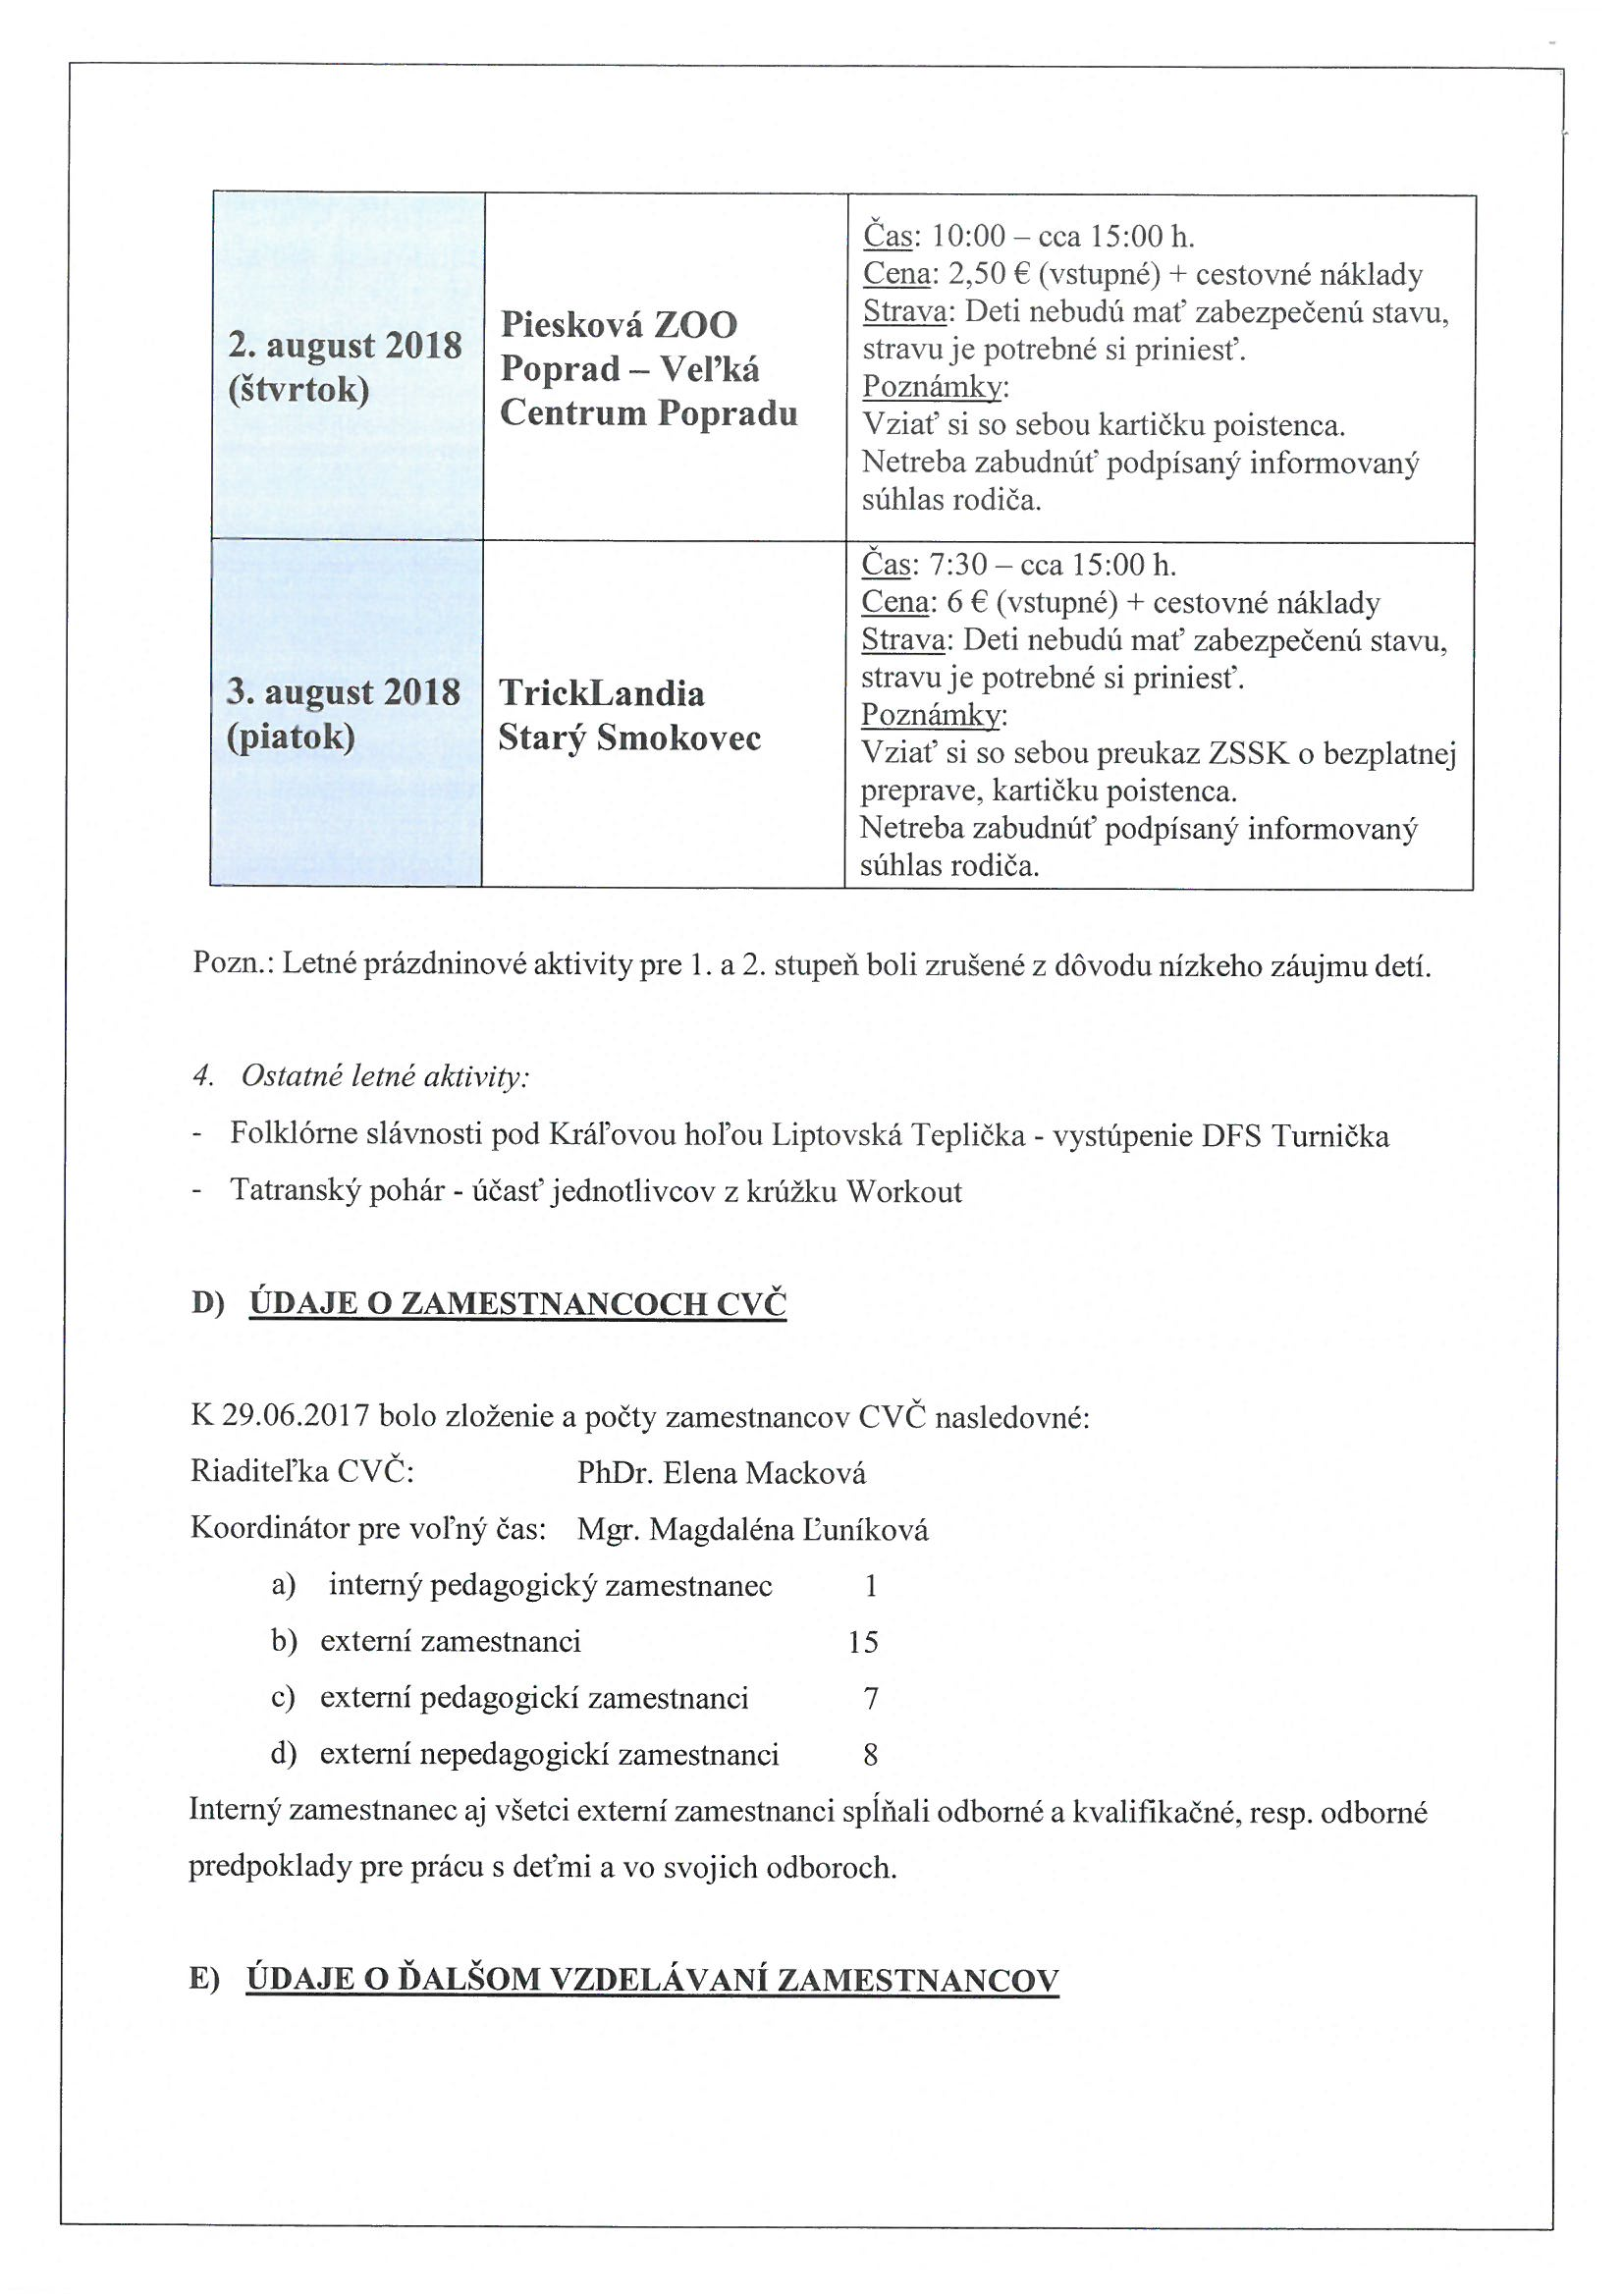 2. august 2018
(štvrtok)
Piesková ZOO
Poprad – Veľká
Centrum Popradu
Čas: 10:00 – cca 15:00 h.
Cena: 2,50 € (vstupné) + cestovné náklady
Strava: Deti nebudú mať zabezpečenú stavu,
stravu je potrebné si priniesť.
Poznámky:
Vziať si so sebou kartičku poistenca.
Netreba zabudnúť podpísaný informovaný
súhlas rodiča.
3. august 2018
(piatok)
TrickLandia
Starý Smokovec
Čas: 7:30 – cca 15:00 h.
Cena: 6 € (vstupné) + cestovné náklady
Strava: Deti nebudú mať zabezpečenú stavu,
stravu je potrebné si priniesť.
Poznámky:
Vziať si so sebou preukaz ZSSK o bezplatnej
preprave, kartičku poistenca.
Netreba zabudnúť podpísaný informovaný
súhlas rodiča.
Pozn.: Letné prázdninové aktivity pre 1. a 2. stupeň boli zrušené z dôvodu nízkeho záujmu detí.
4. Ostatné letné aktivity:
- Folklórne slávnosti pod Kráľovou hoľou Liptovská Teplička - vystúpenie DFS Turnička
- Tatranský pohár - účasť jednotlivcov z krúžku Workout
D) ÚDAJE O ZAMESTNANCOCH CVČ
K 29.06.2017 bolo zloženie a počty zamestnancov CVČ nasledovné:
Riaditeľka CVČ: PhDr. Elena Macková
Koordinátor pre voľný čas: Mgr. Magdaléna Ľuníková
a) interný pedagogický zamestnanec 1
b) externí zamestnanci 15
c) externí pedagogickí zamestnanci 7
d) externí nepedagogickí zamestnanci 8
Interný zamestnanec aj všetci externí zamestnanci spĺňali odborné a kvalifikačné, resp. odborné
predpoklady pre prácu s deťmi a vo svojich odboroch.
E) ÚDAJE O ĎALŠOM VZDELÁVANÍ ZAMESTNANCOV